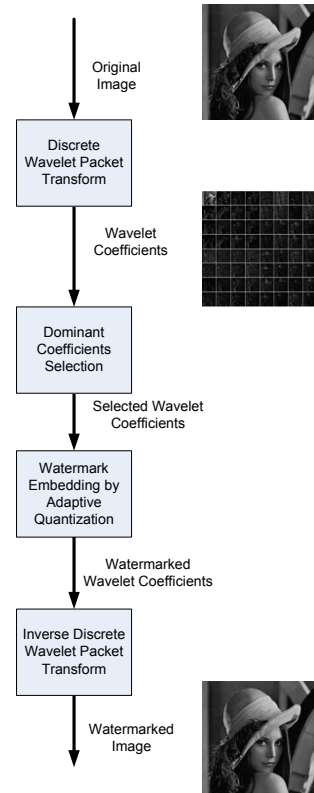 Original
Image
Discrete
Wavelet Packet
Transform
Wavelet
Coefficients
Dominant
Coefficients
Selection
Selected Wavelet
Coefficients
Watermark
Embedding by
Adaptive
Quantization
Watermarked
Wavelet Coefficients
Inverse Discrete
Wavelet Packet
Transform
Watermarked
Image